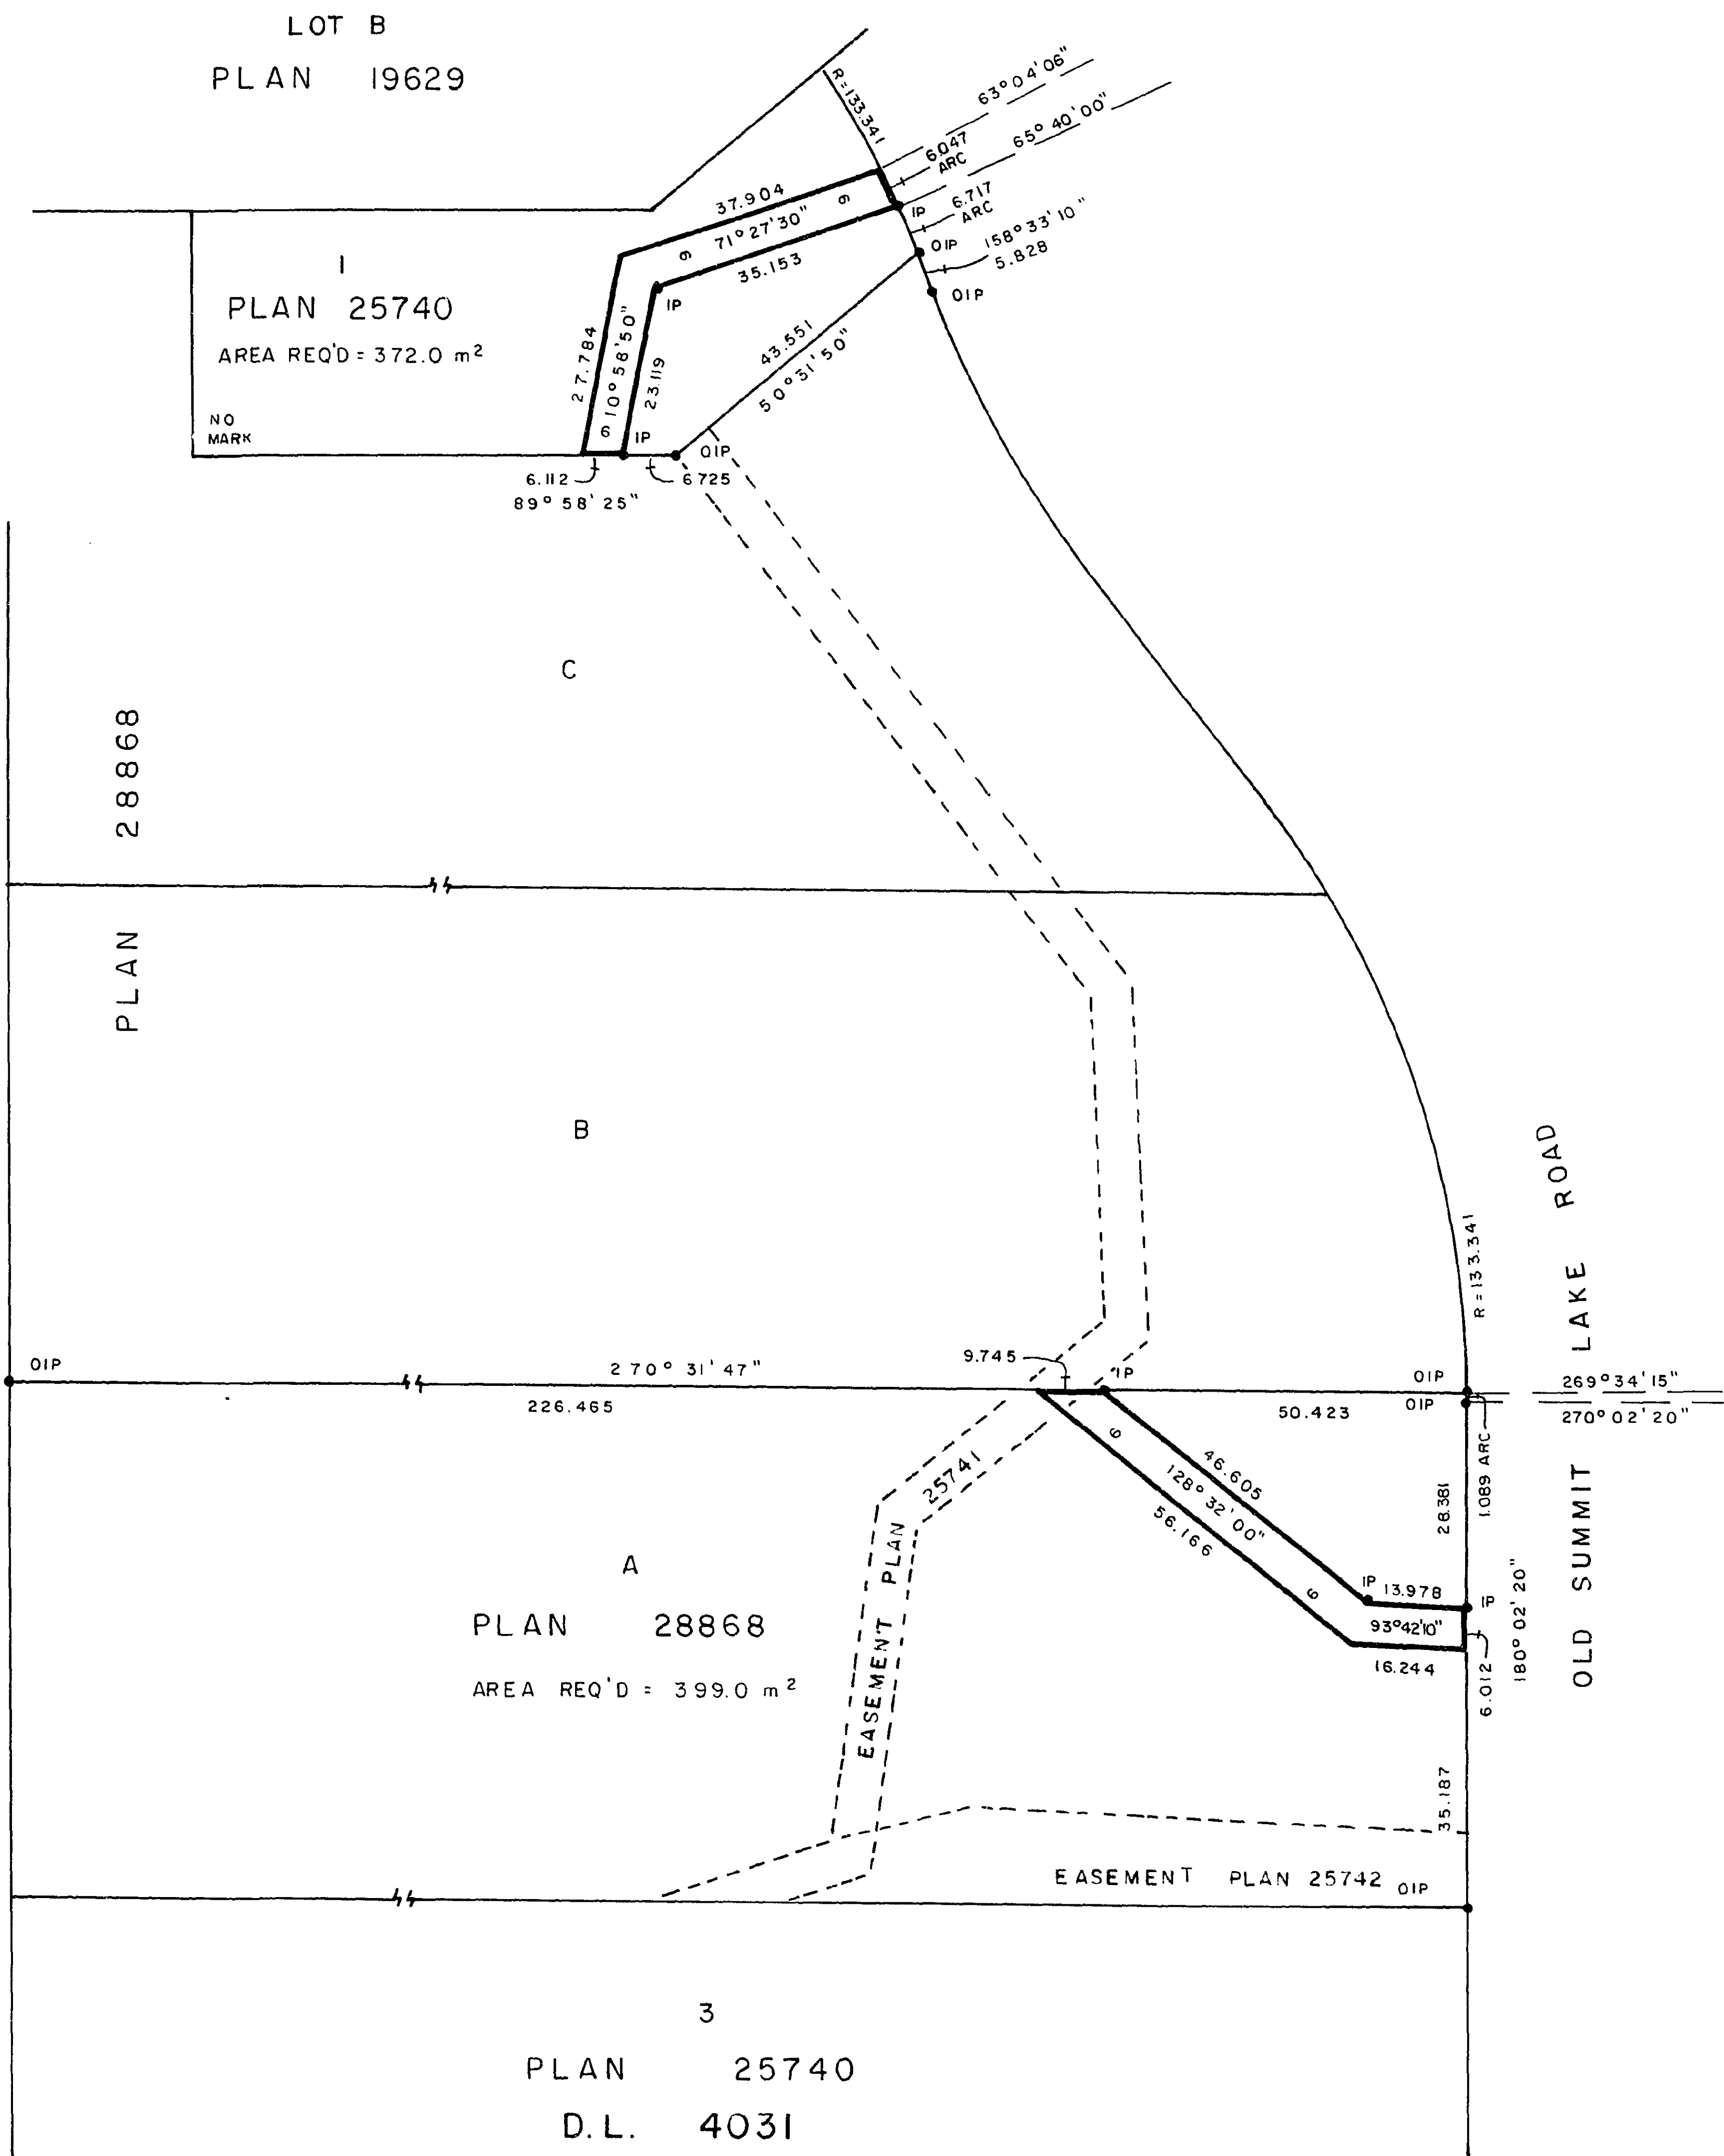 LOT B
PLAN 19629
R=133.341
63°04'06"
6.047
ARC
65°40'00"
6.717
ARC
IP
OIP
158°33'10"
5.828
OIP
37.904
6
71°27'30"
6
35.153
IP
1
PLAN 25740
AREA REQ'D = 372.0 m²
NO
MARK
27.784
10°58'50"
6
23.119
IP
43.551
50°31'50"
OIP
6.112
6.725
89°58'25"
C
PLAN 28868
B
OLD SUMMIT LAKE ROAD
R=133.341
OIP
270°31'47"
226.465
9.745
IP
50.423
OIP
OIP
269°34'15"
270°02'20"
1.089 ARC
28.381
6
46.605
128°32'00"
56.166
6
IP
13.978
IP
93°42'10"
16.244
6.012
180°02'20"
EASEMENT PLAN 25741
A
PLAN 28868
AREA REQ'D = 399.0 m²
35.187
EASEMENT PLAN 25742
OIP
3
PLAN 25740
D.L. 4031